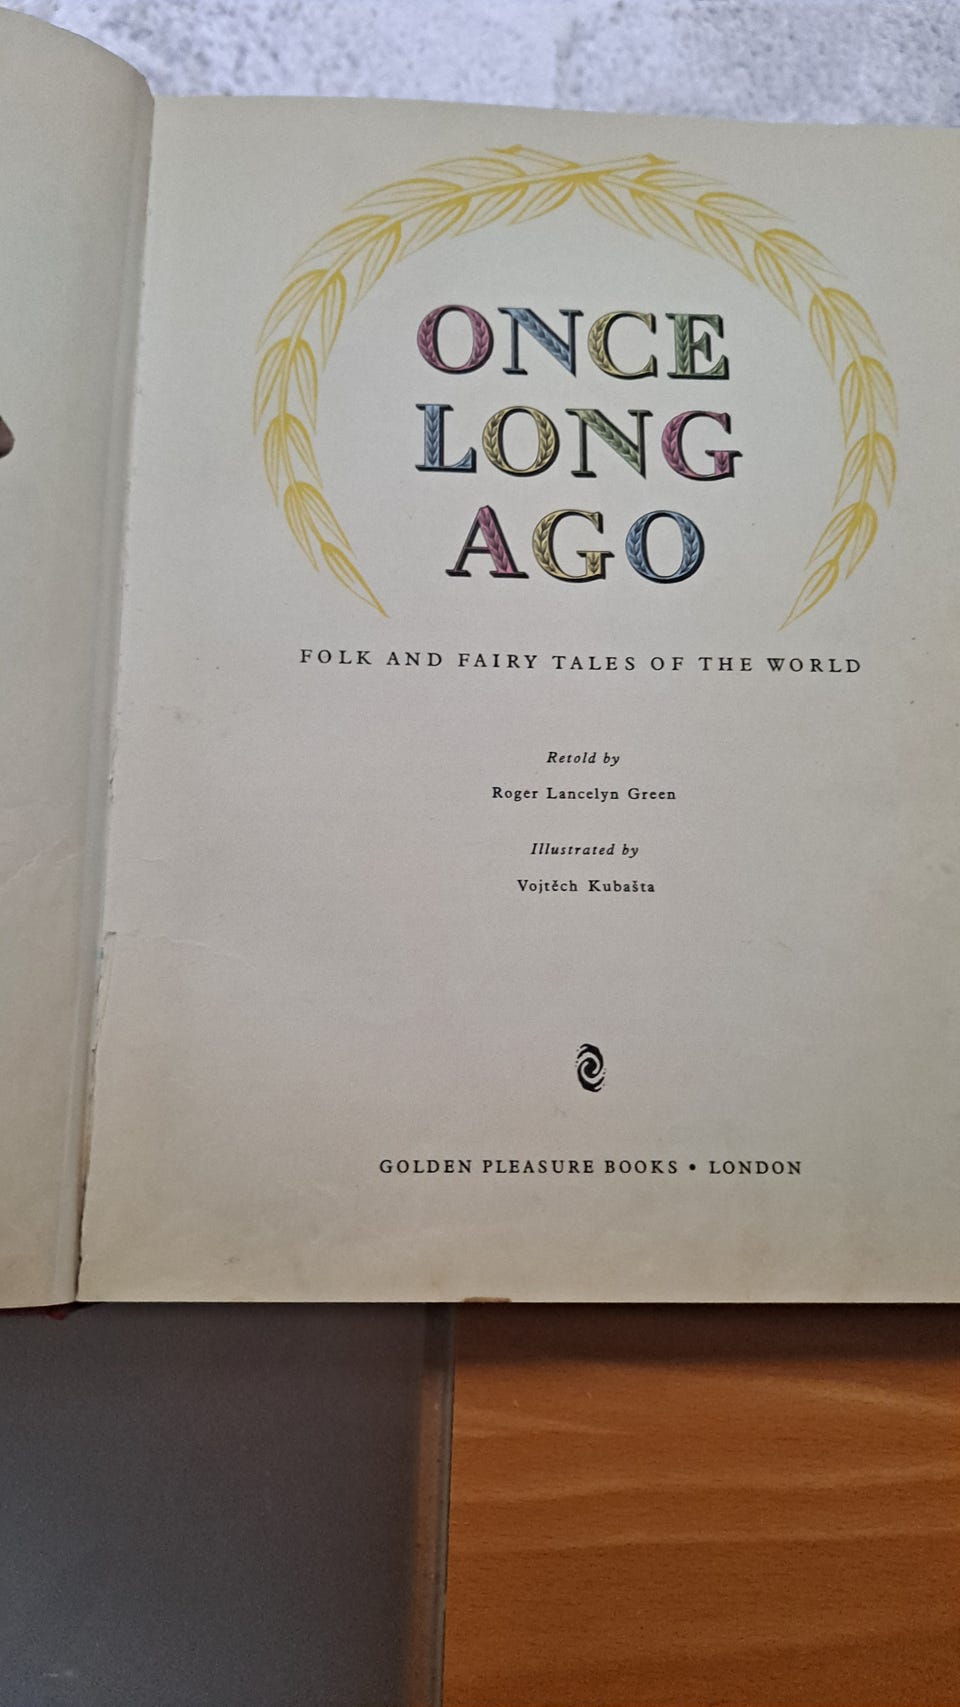 ONCE
LONG
AGO
FOLK AND FAIRY TALES OF THE WORLD
Retold by
Roger Lancelyn Green
Illustrated by
Vojtěch Kubašta
GOLDEN PLEASURE BOOKS • LONDON